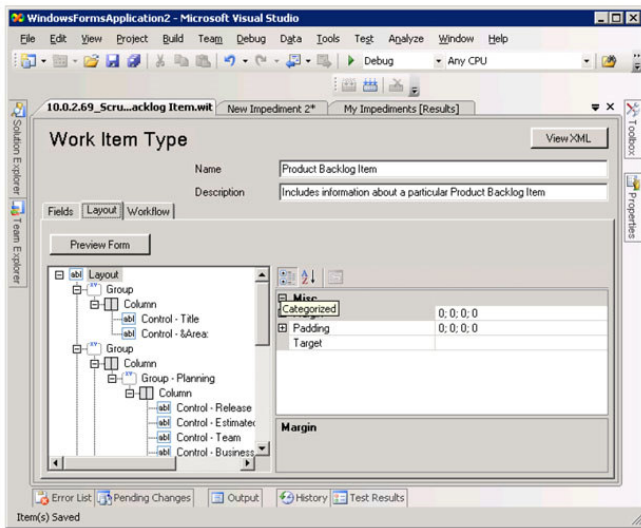 WindowsFormsApplication2 - Microsoft Visual Studio
File Edit View Project Build Team Debug Data Tools Test Analyze Window Help
Debug Any CPU
10.0.2.69_Scru...acklog Item.wit New Impediment 2* My Impediments [Results]
Solution Explorer
Team Explorer
Toolbox
Properties
Work Item Type
View XML
Name Product Backlog Item
Description Includes information about a particular Product Backlog Item
Fields Layout Workflow
Preview Form
Layout
Group
Column
Control - Title
Control - &Area:
Group
Column
Group - Planning
Column
Control - Release
Control - Estimated
Control - Team
Control - Business
Misc
Categorized
0; 0; 0; 0
Padding 0; 0; 0; 0
Target
Margin
Error List Pending Changes Output History Test Results
Item(s) Saved